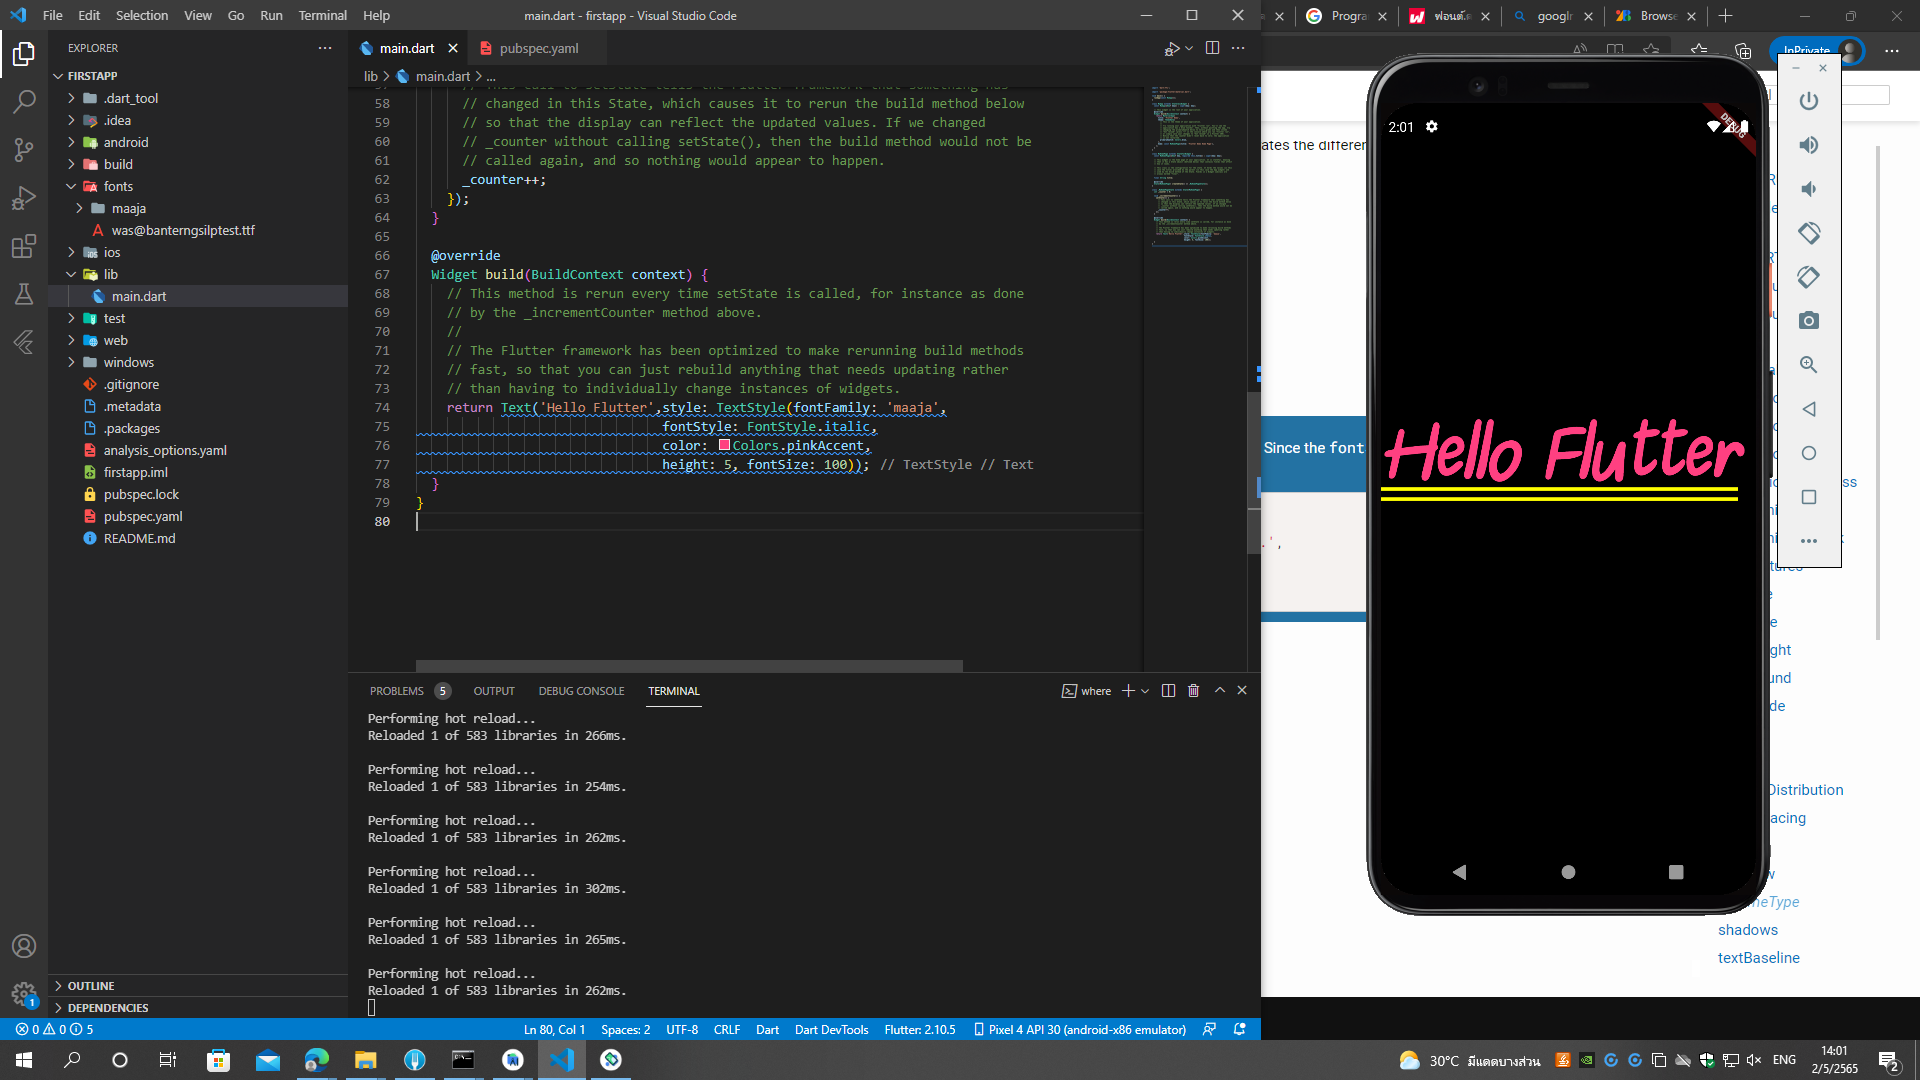 File Edit Selection View Go Run Terminal Help
main.dart - firstapp - Visual Studio Code
EXPLORER
FIRSTAPP
.dart_tool
.idea
android
build
fonts
maaja
was@banterngsilptest.ttf
ios
lib
main.dart
test
web
windows
.gitignore
.metadata
.packages
analysis_options.yaml
firstapp.iml
pubspec.lock
pubspec.yaml
README.md
OUTLINE
DEPENDENCIES
main.dart
pubspec.yaml
lib > main.dart > ...
58 // changed in this State, which causes it to rerun the build method below
59 // so that the display can reflect the updated values. If we changed
60 // _counter without calling setState(), then the build method would not be
61 // called again, and so nothing would appear to happen.
62 _counter++;
63 });
64 }
65
66 @override
67 Widget build(BuildContext context) {
68 // This method is rerun every time setState is called, for instance as done
69 // by the _incrementCounter method above.
70 //
71 // The Flutter framework has been optimized to make rerunning build methods
72 // fast, so that you can just rebuild anything that needs updating rather
73 // than having to individually change instances of widgets.
74 return Text('Hello Flutter',style: TextStyle(fontFamily: 'maaja',
75 fontStyle: FontStyle.italic,
76 color: Colors.pinkAccent,
77 height: 5, fontSize: 100)); // TextStyle // Text
78 }
79 }
80
PROBLEMS 5 OUTPUT DEBUG CONSOLE TERMINAL
where
Performing hot reload...
Reloaded 1 of 583 libraries in 266ms.
Performing hot reload...
Reloaded 1 of 583 libraries in 254ms.
Performing hot reload...
Reloaded 1 of 583 libraries in 262ms.
Performing hot reload...
Reloaded 1 of 583 libraries in 302ms.
Performing hot reload...
Reloaded 1 of 583 libraries in 265ms.
Performing hot reload...
Reloaded 1 of 583 libraries in 262ms.
1
0 0 5
Ln 80, Col 1 Spaces: 2 UTF-8 CRLF Dart Dart DevTools Flutter: 2.10.5 Pixel 4 API 30 (android-x86 emulator)
Progra
ฟอนต์.ค
googl
Browse
InPrivate
ates the differen
Since the font
.',
2:01
DEBUG
Hello Flutter
Distribution
shadows
textBaseline
30°C มีแดดบางส่วน
ENG
14:01
2/5/2565
2